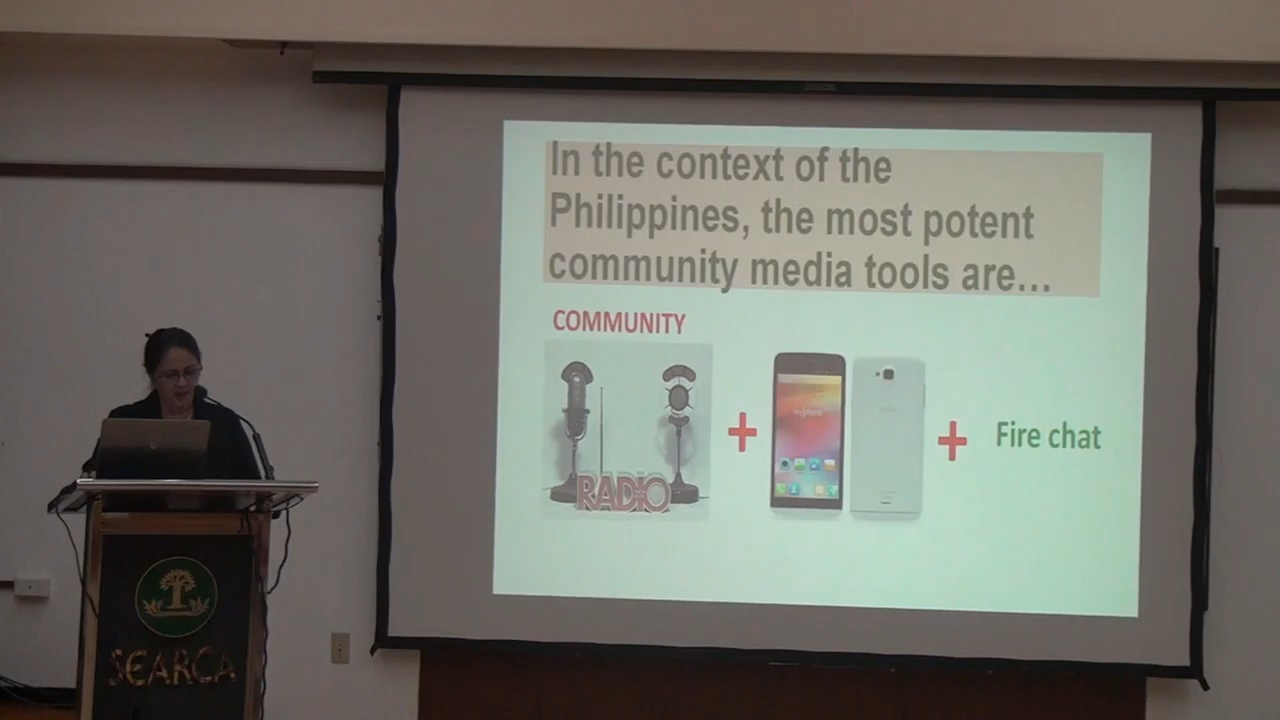 In the context of the
Philippines, the most potent
community media tools are...
COMMUNITY
RADIO
+
+
Fire chat
SEARCA